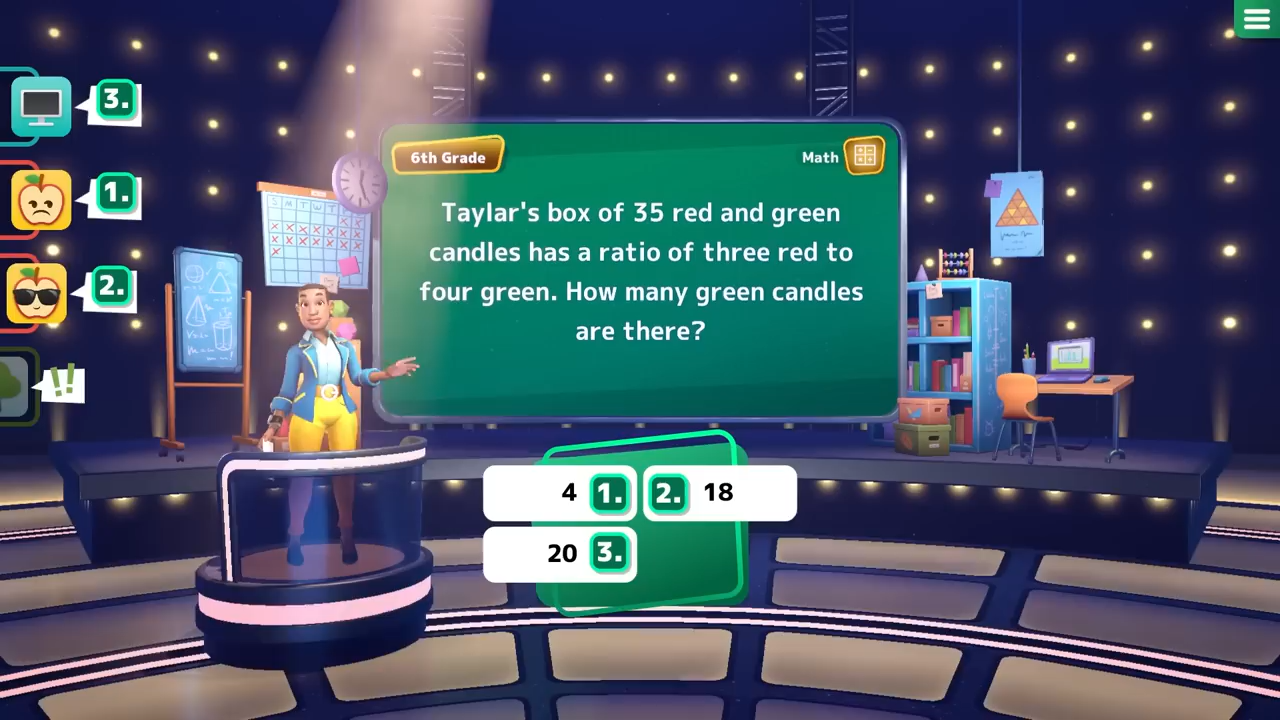 3.
1.
2.
!!
6th Grade
Math
Taylar's box of 35 red and green
candles has a ratio of three red to
four green. How many green candles
are there?
S M T W T F S
4 1.
2. 18
20 3.